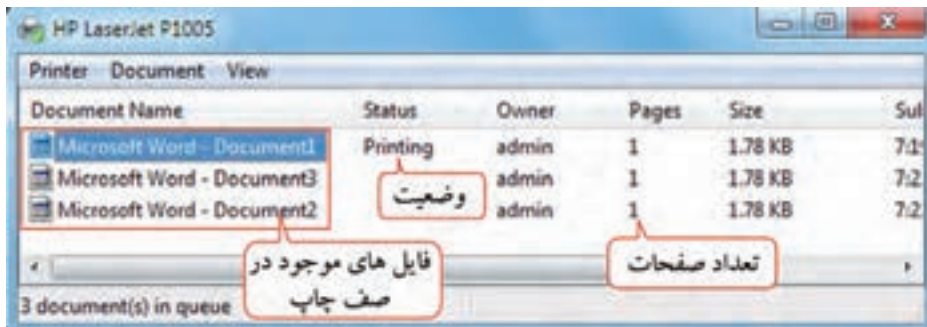 HP LaserJet P1005
Printer Document View
Document Name Status Owner Pages Size
Microsoft Word - Document1 Printing admin 1 1.78 KB
Microsoft Word - Document3 admin 1 1.78 KB
Microsoft Word - Document2 admin 1 1.78 KB
وضعیت
فایل های موجود در
صف چاپ
تعداد صفحات
3 document(s) in queue